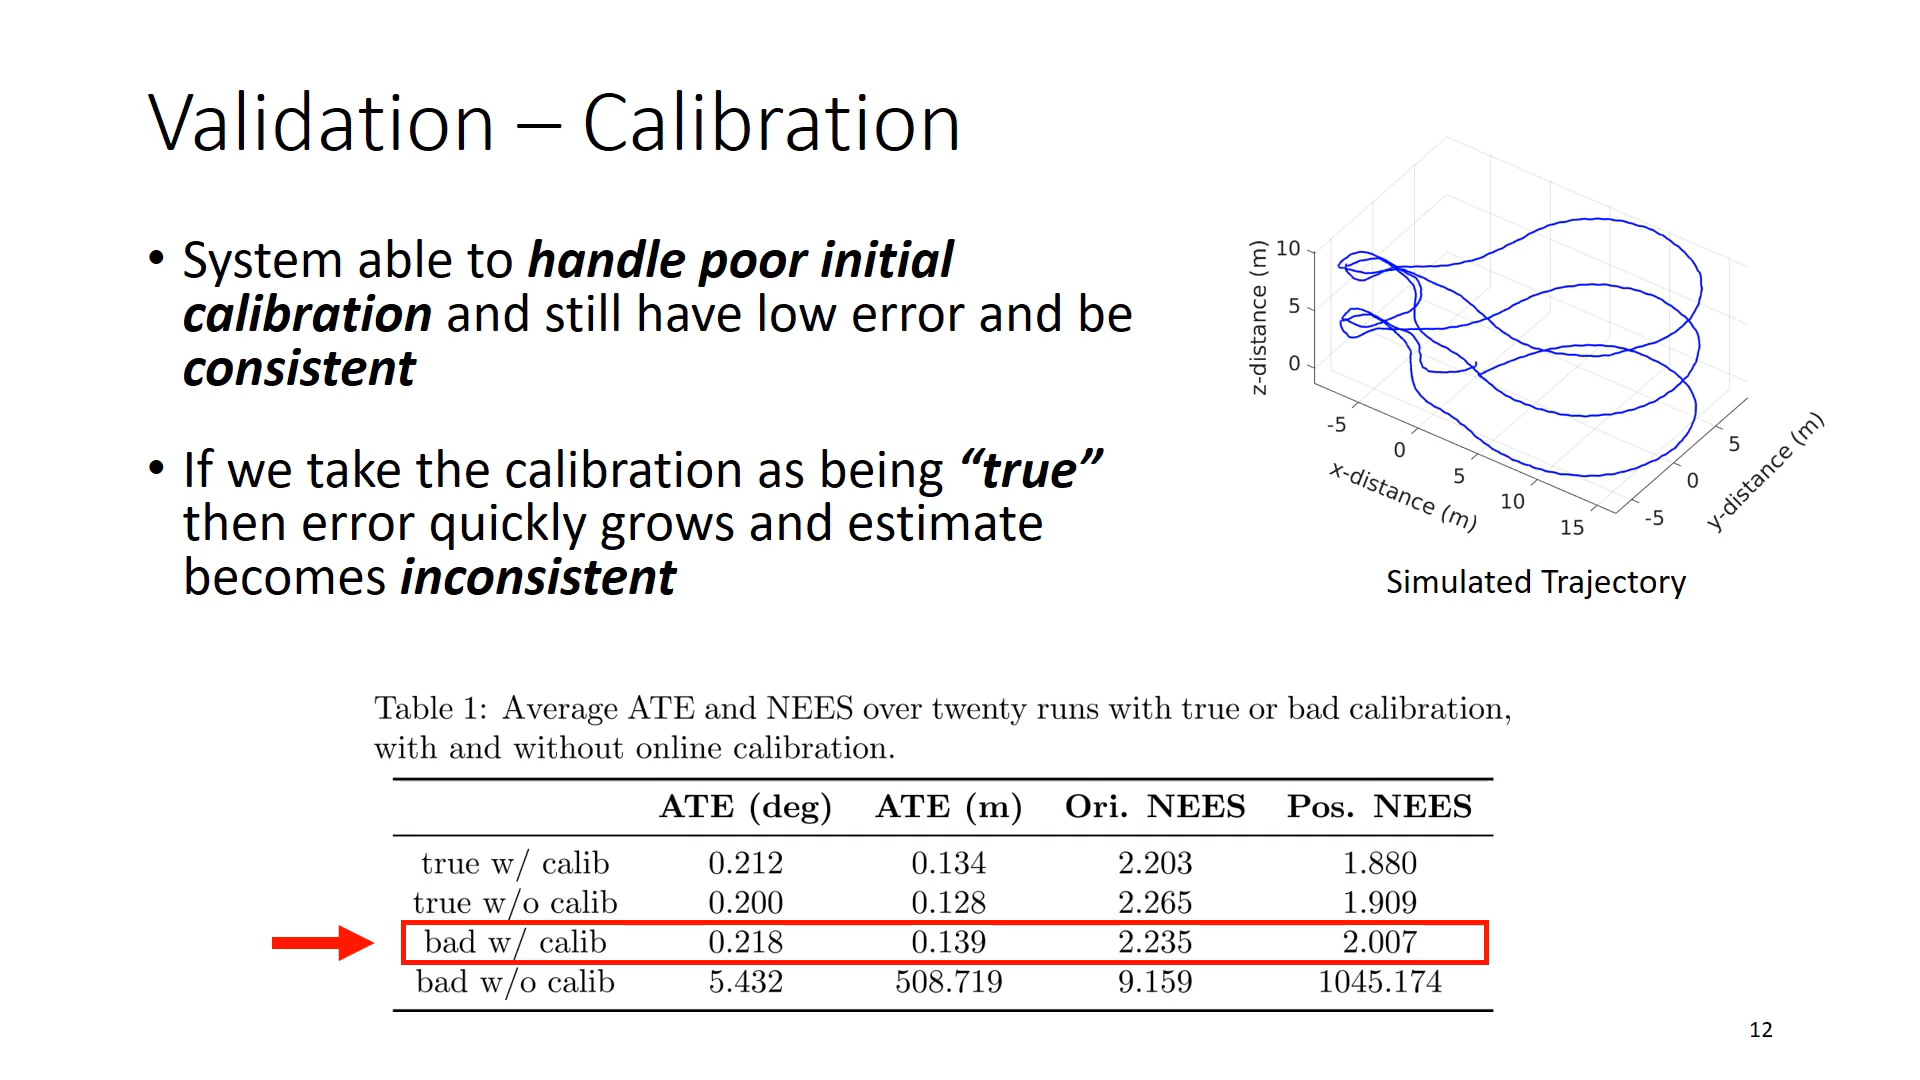 Validation – Calibration
• System able to handle poor initial
calibration and still have low error and be
consistent
• If we take the calibration as being “true”
then error quickly grows and estimate
becomes inconsistent
z-distance (m)
10
5
0
-5
0
5
10
15
x-distance (m)
-5
0
5
y-distance (m)
Simulated Trajectory
Table 1: Average ATE and NEES over twenty runs with true or bad calibration,
with and without online calibration.
ATE (deg) ATE (m) Ori. NEES Pos. NEES
true w/ calib 0.212 0.134 2.203 1.880
true w/o calib 0.200 0.128 2.265 1.909
bad w/ calib 0.218 0.139 2.235 2.007
bad w/o calib 5.432 508.719 9.159 1045.174
12